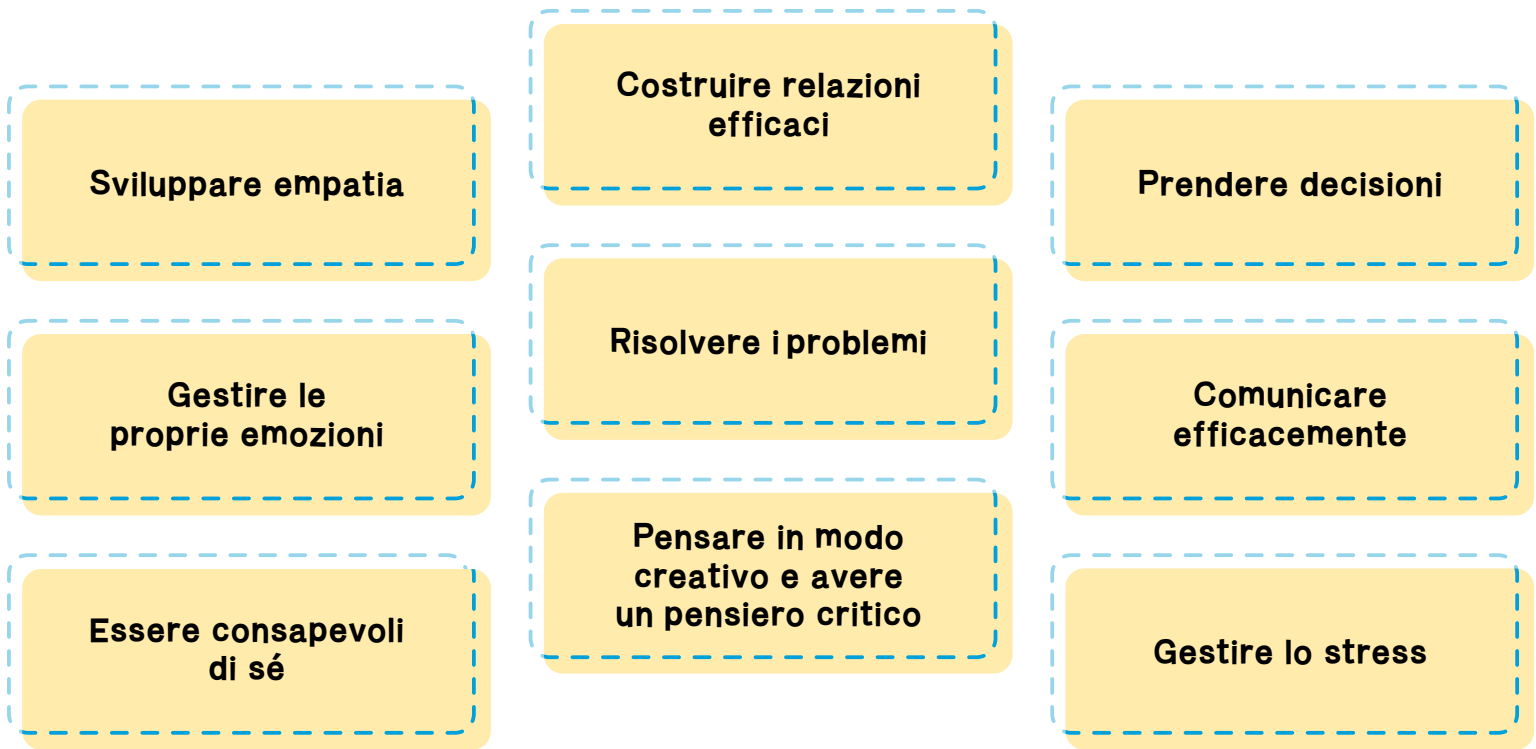 Sviluppare empatia
Gestire le
proprie emozioni
Essere consapevoli
di sé
Costruire relazioni
efficaci
Risolvere i problemi
Pensare in modo
creativo e avere
un pensiero critico
Prendere decisioni
Comunicare
efficacemente
Gestire lo stress